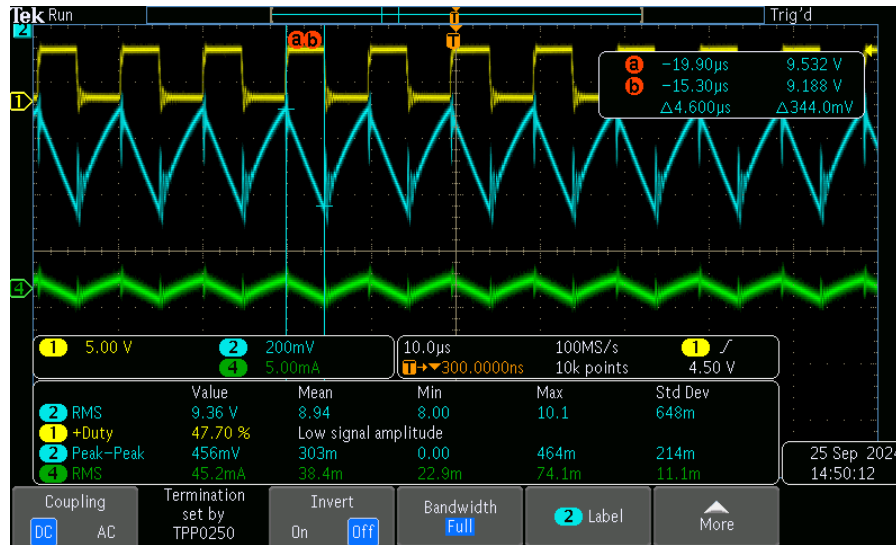 Tek Run Trig'd
2
T
a b
T
a −19.90µs 9.532 V
b −15.30µs 9.188 V
△4.600µs △344.0mV
1
4
1 5.00 V 2 200mV
4 5.00mA
10.0µs 100MS/s 1
T→▼300.0000ns 10k points 4.50 V
Value Mean Min Max Std Dev
2 RMS 9.36 V 8.94 8.00 10.1 648m
1 +Duty 47.70 % Low signal amplitude
2 Peak−Peak 456mV 303m 0.00 464m 214m
4 RMS 45.2mA 38.4m 22.9m 74.1m 11.1m
25 Sep 2024
14:50:12
Coupling
DC AC
Termination
set by
TPP0250
Invert
On Off
Bandwidth
Full
2 Label
More